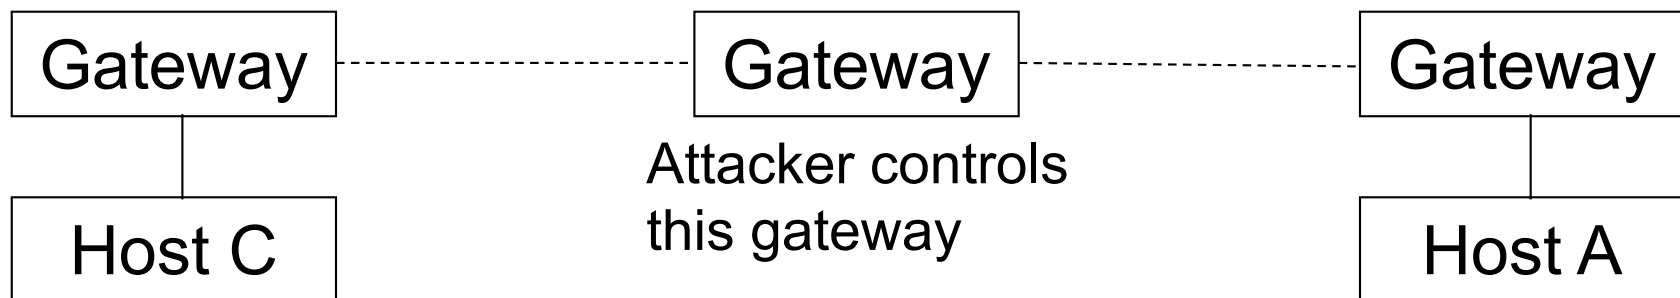 Gateway
Gateway
Gateway
Attacker controls
this gateway
Host C
Host A